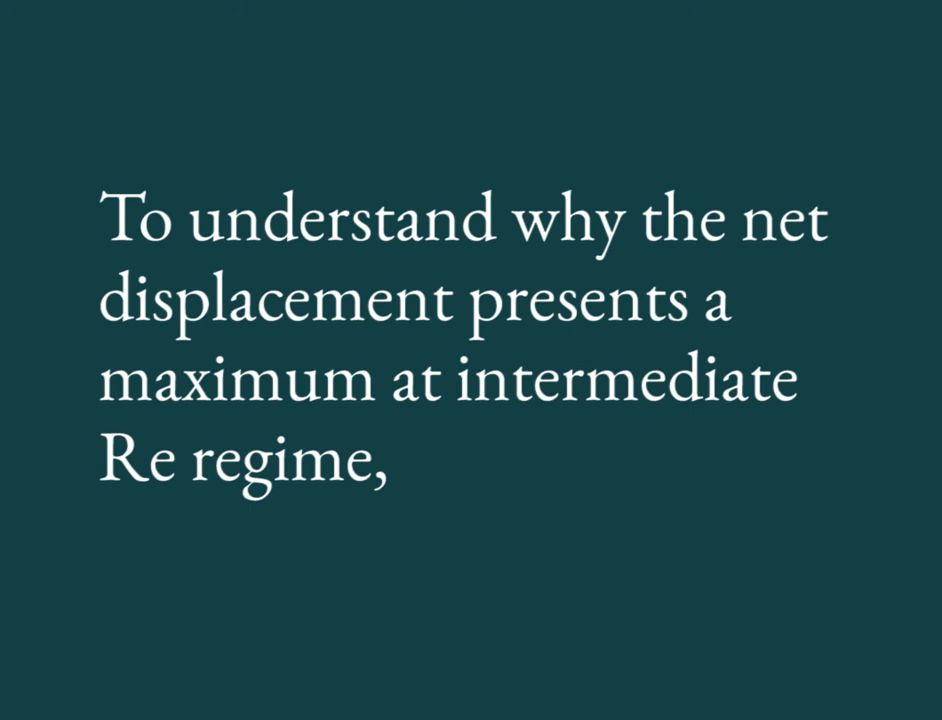 To understand why the net
displacement presents a
maximum at intermediate
Re regime,